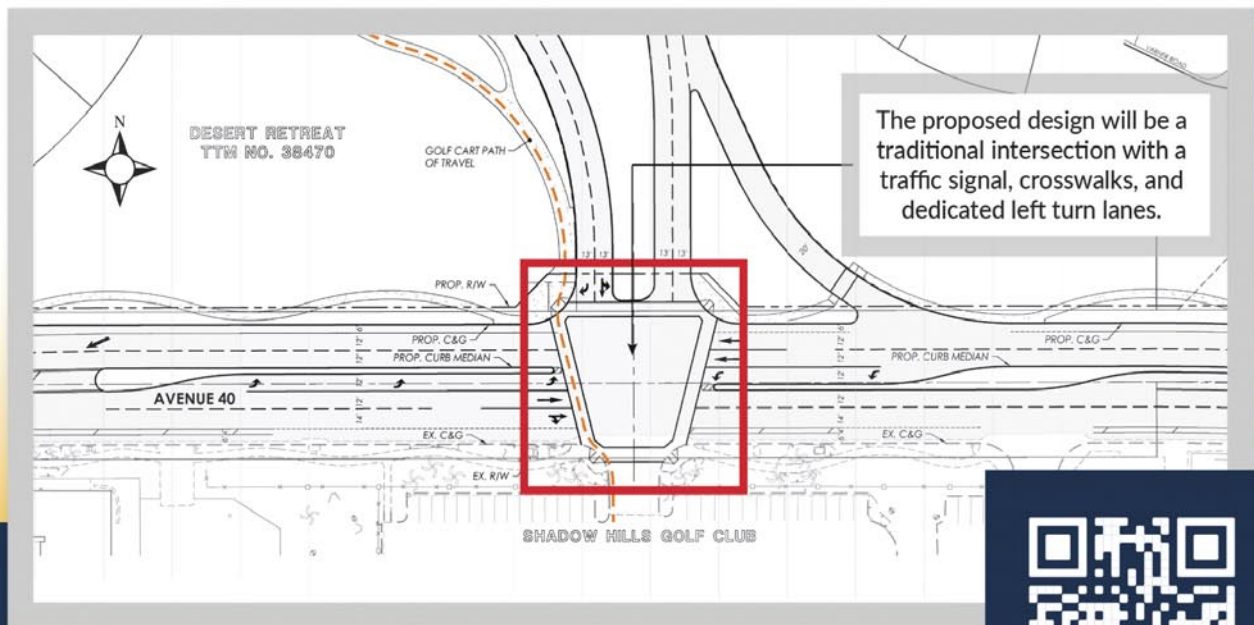 N
DESERT RETREAT
TTM NO. 38470
GOLF CART PATH
OF TRAVEL
The proposed design will be a
traditional intersection with a
traffic signal, crosswalks, and
dedicated left turn lanes.
13' 13'
13' 13'
20'
PROP. R/W
PROP. C&G
PROP. CURB MEDIAN
PROP. C&G
PROP. CURB MEDIAN
AVENUE 40
EX. C&G
EX. C&G
EX. R/W
SHADOW HILLS GOLF CLUB